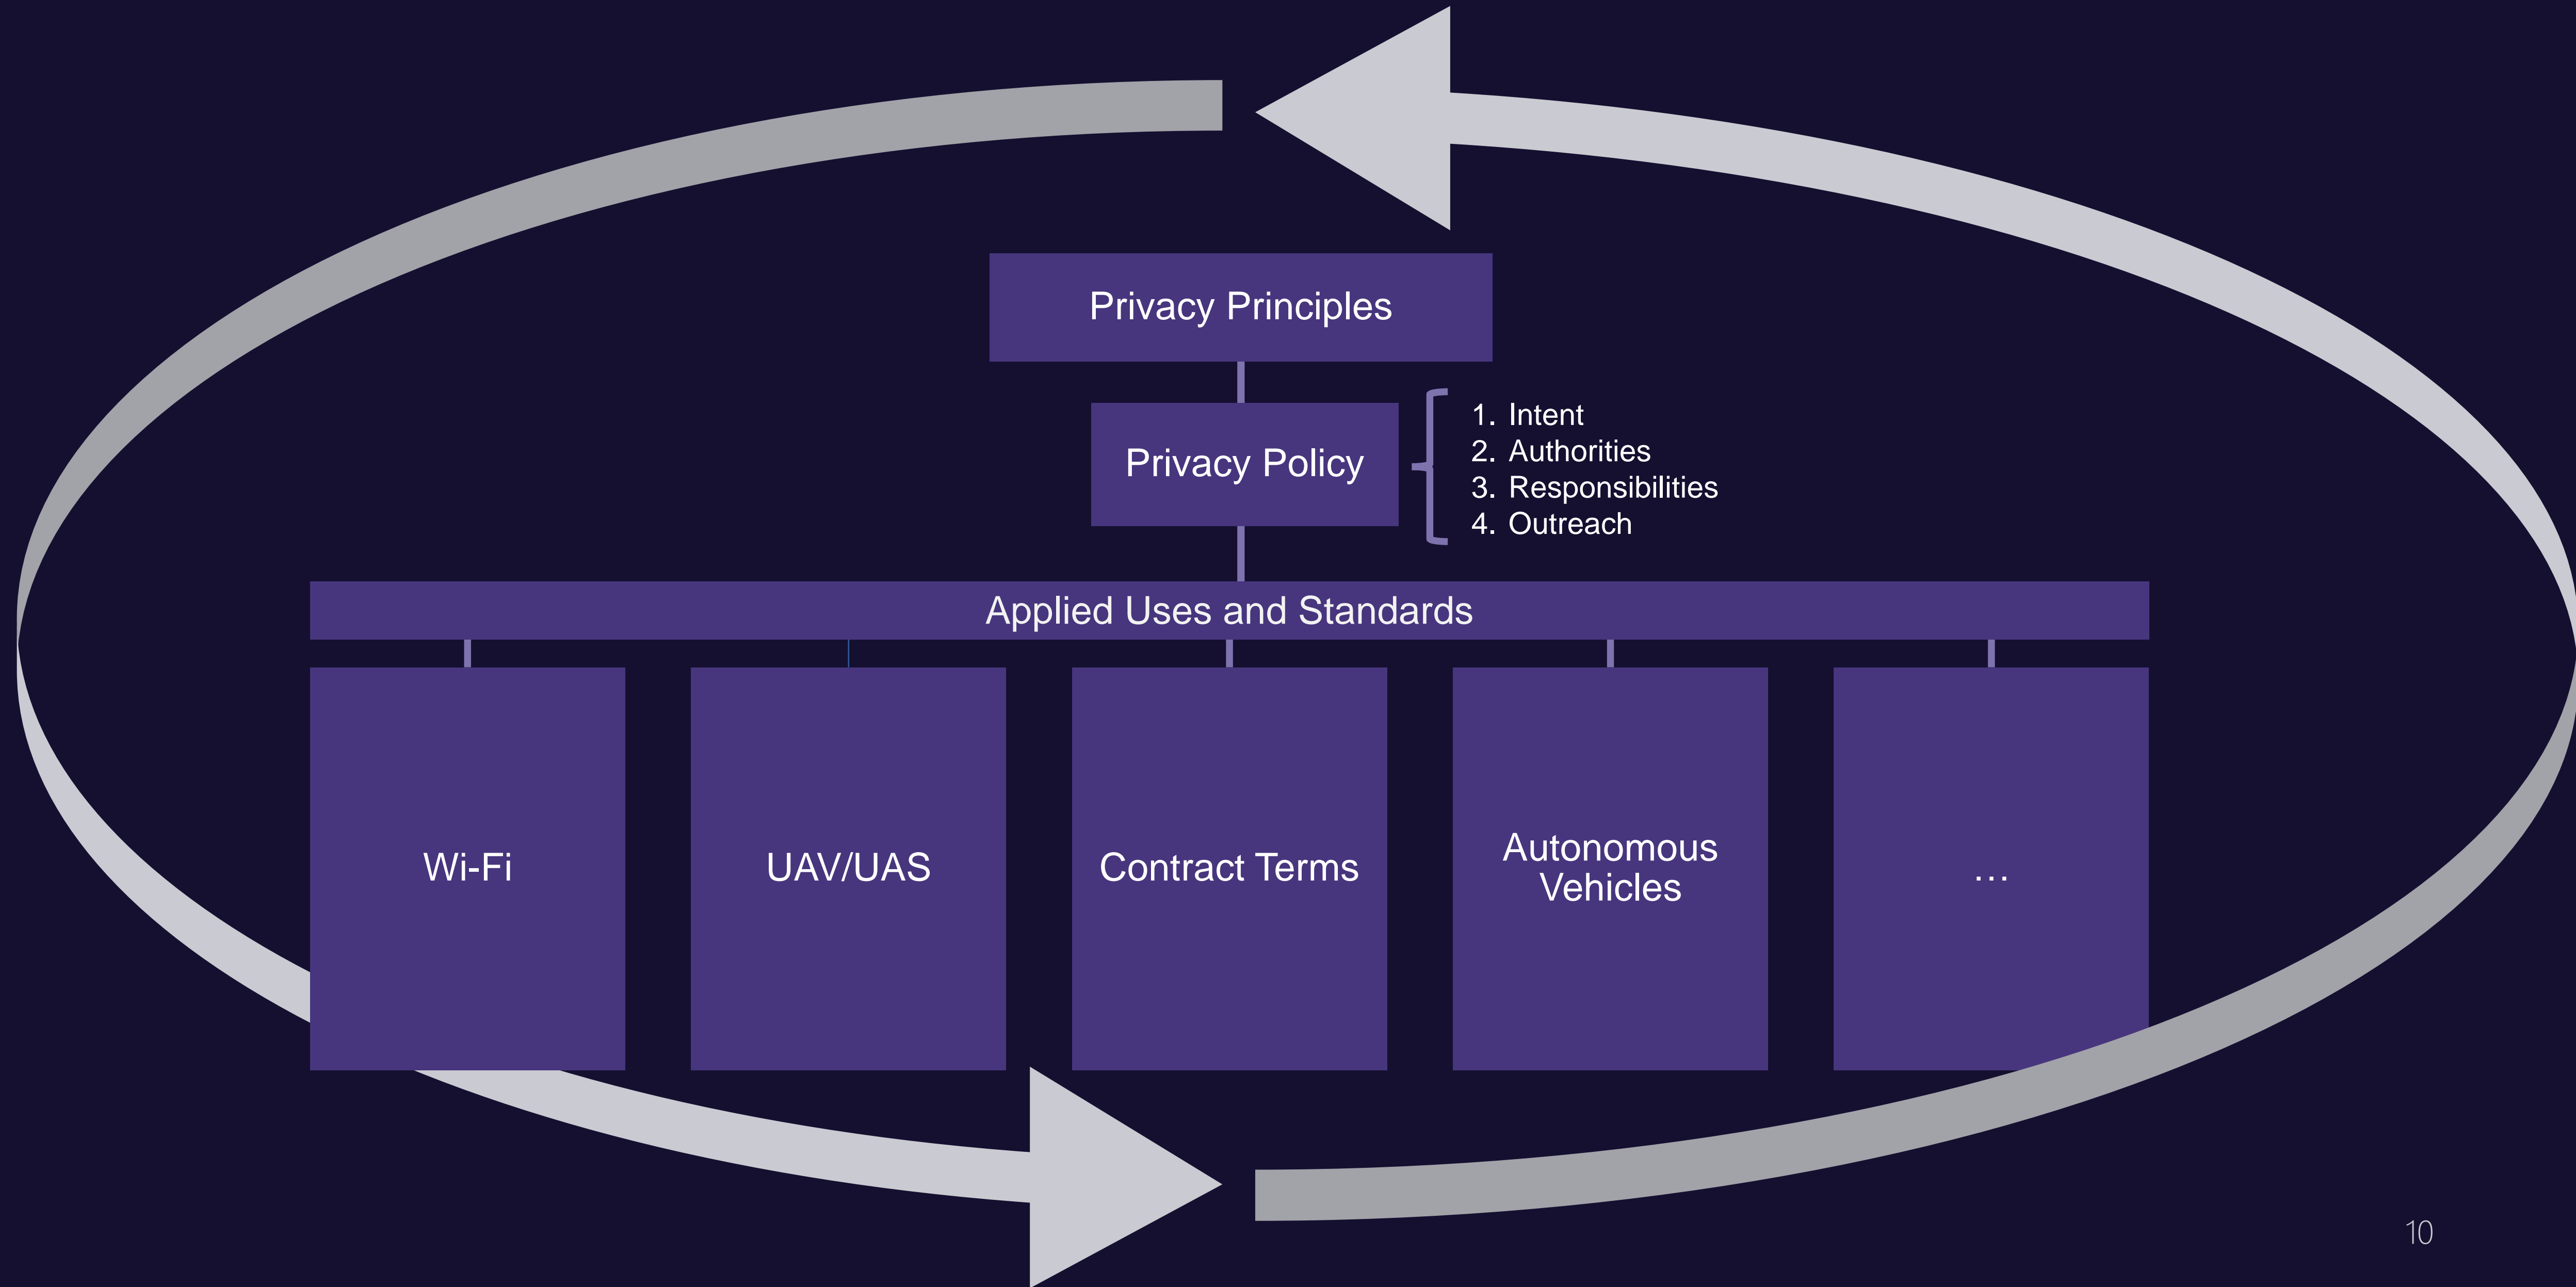 Privacy Principles
Privacy Policy
1. Intent
2. Authorities
3. Responsibilities
4. Outreach
Applied Uses and Standards
Wi-Fi
UAV/UAS
Contract Terms
Autonomous
Vehicles
...
10